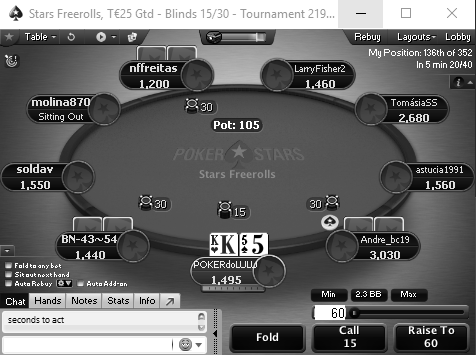 Stars Freerolls, T€25 Gtd - Blinds 15/30 - Tournament 219...
Table
Rebuy Layouts Lobby
My Position: 136th of 352
In 5 min 20/40
nffreitas
1,200
LarryFisher2
1,460
molina870
Sitting Out
30
TomásiaSS
2,680
Pot: 105
POKER STARS
Stars Freerolls
soldav
1,550
astucia1991
1,560
30
15
30
BN-43~54
1,440
K K 5 5
Andre_bc19
3,030
POKERdoLULU
1,495
Fold to any bet
Sit out next hand
Auto Rebuy Auto Add-on
Min 2.3 BB Max
Chat Hands Notes Stats Info
60
seconds to act
Fold
Call
15
Raise To
60